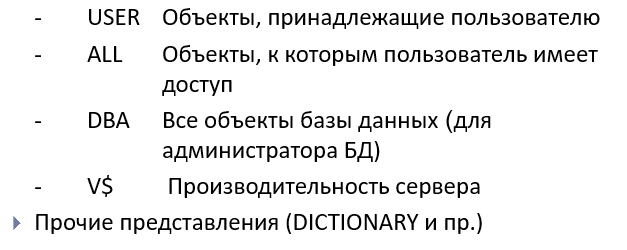 - USER Объекты, принадлежащие пользователю
- ALL Объекты, к которым пользователь имеет
доступ
- DBA Все объекты базы данных (для
администратора БД)
- V$ Производительность сервера
Прочие представления (DICTIONARY и пр.)